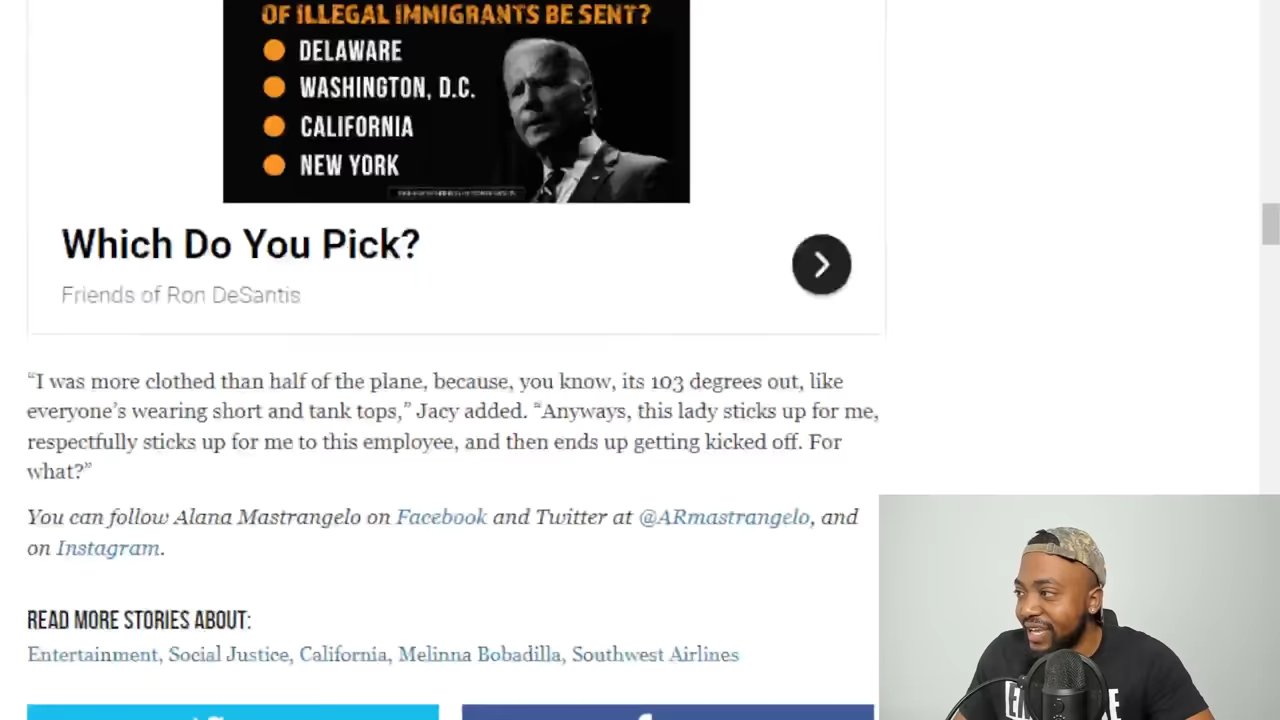 OF ILLEGAL IMMIGRANTS BE SENT?
DELAWARE
WASHINGTON, D.C.
CALIFORNIA
NEW YORK
Which Do You Pick?
Friends of Ron DeSantis
“I was more clothed than half of the plane, because, you know, its 103 degrees out, like
everyone’s wearing short and tank tops,” Jacy added. “Anyways, this lady sticks up for me,
respectfully sticks up for me to this employee, and then ends up getting kicked off. For
what?”
You can follow Alana Mastrangelo on Facebook and Twitter at @ARmastrangelo, and
on Instagram.
READ MORE STORIES ABOUT:
Entertainment, Social Justice, California, Melinna Bobadilla, Southwest Airlines